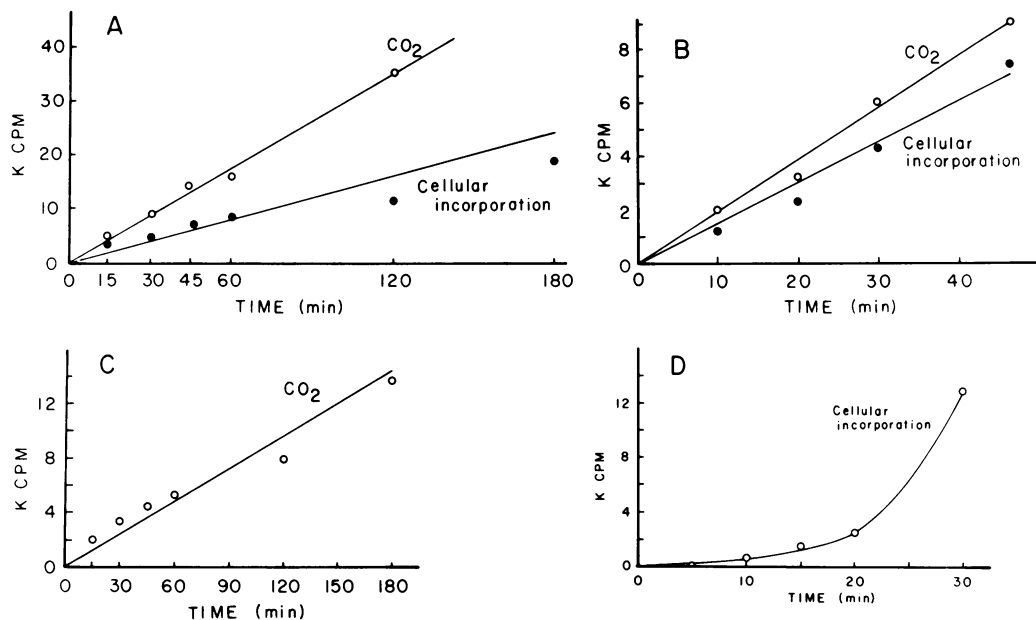 A
40
30
20
10
0
K CPM
CO2
Cellular
incorporation
0 15 30 45 60 120 180
TIME (min)
B
8
6
4
2
0
K CPM
CO2
Cellular
incorporation
0 10 20 30 40
TIME (min)
C
12
8
4
0
K CPM
CO2
0 30 60 90 120 150 180
TIME (min)
D
12
8
4
0
K CPM
Cellular
incorporation
0 10 20 30
TIME (min)